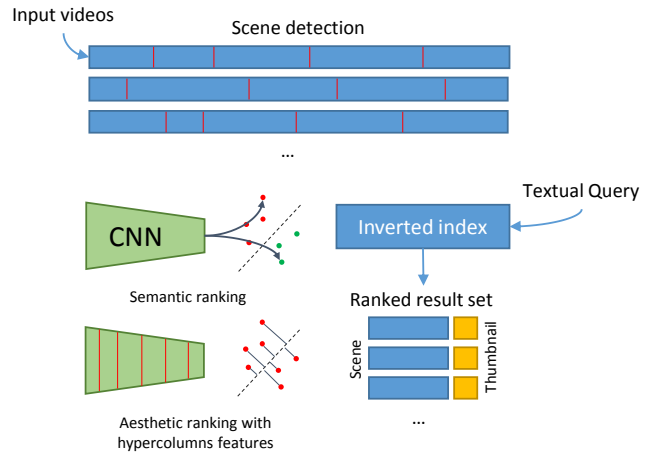 Input videos
Scene detection
...
Textual Query
CNN
Inverted index
Semantic ranking
Ranked result set
Scene
Thumbnail
Aesthetic ranking with
hypercolumns features
...